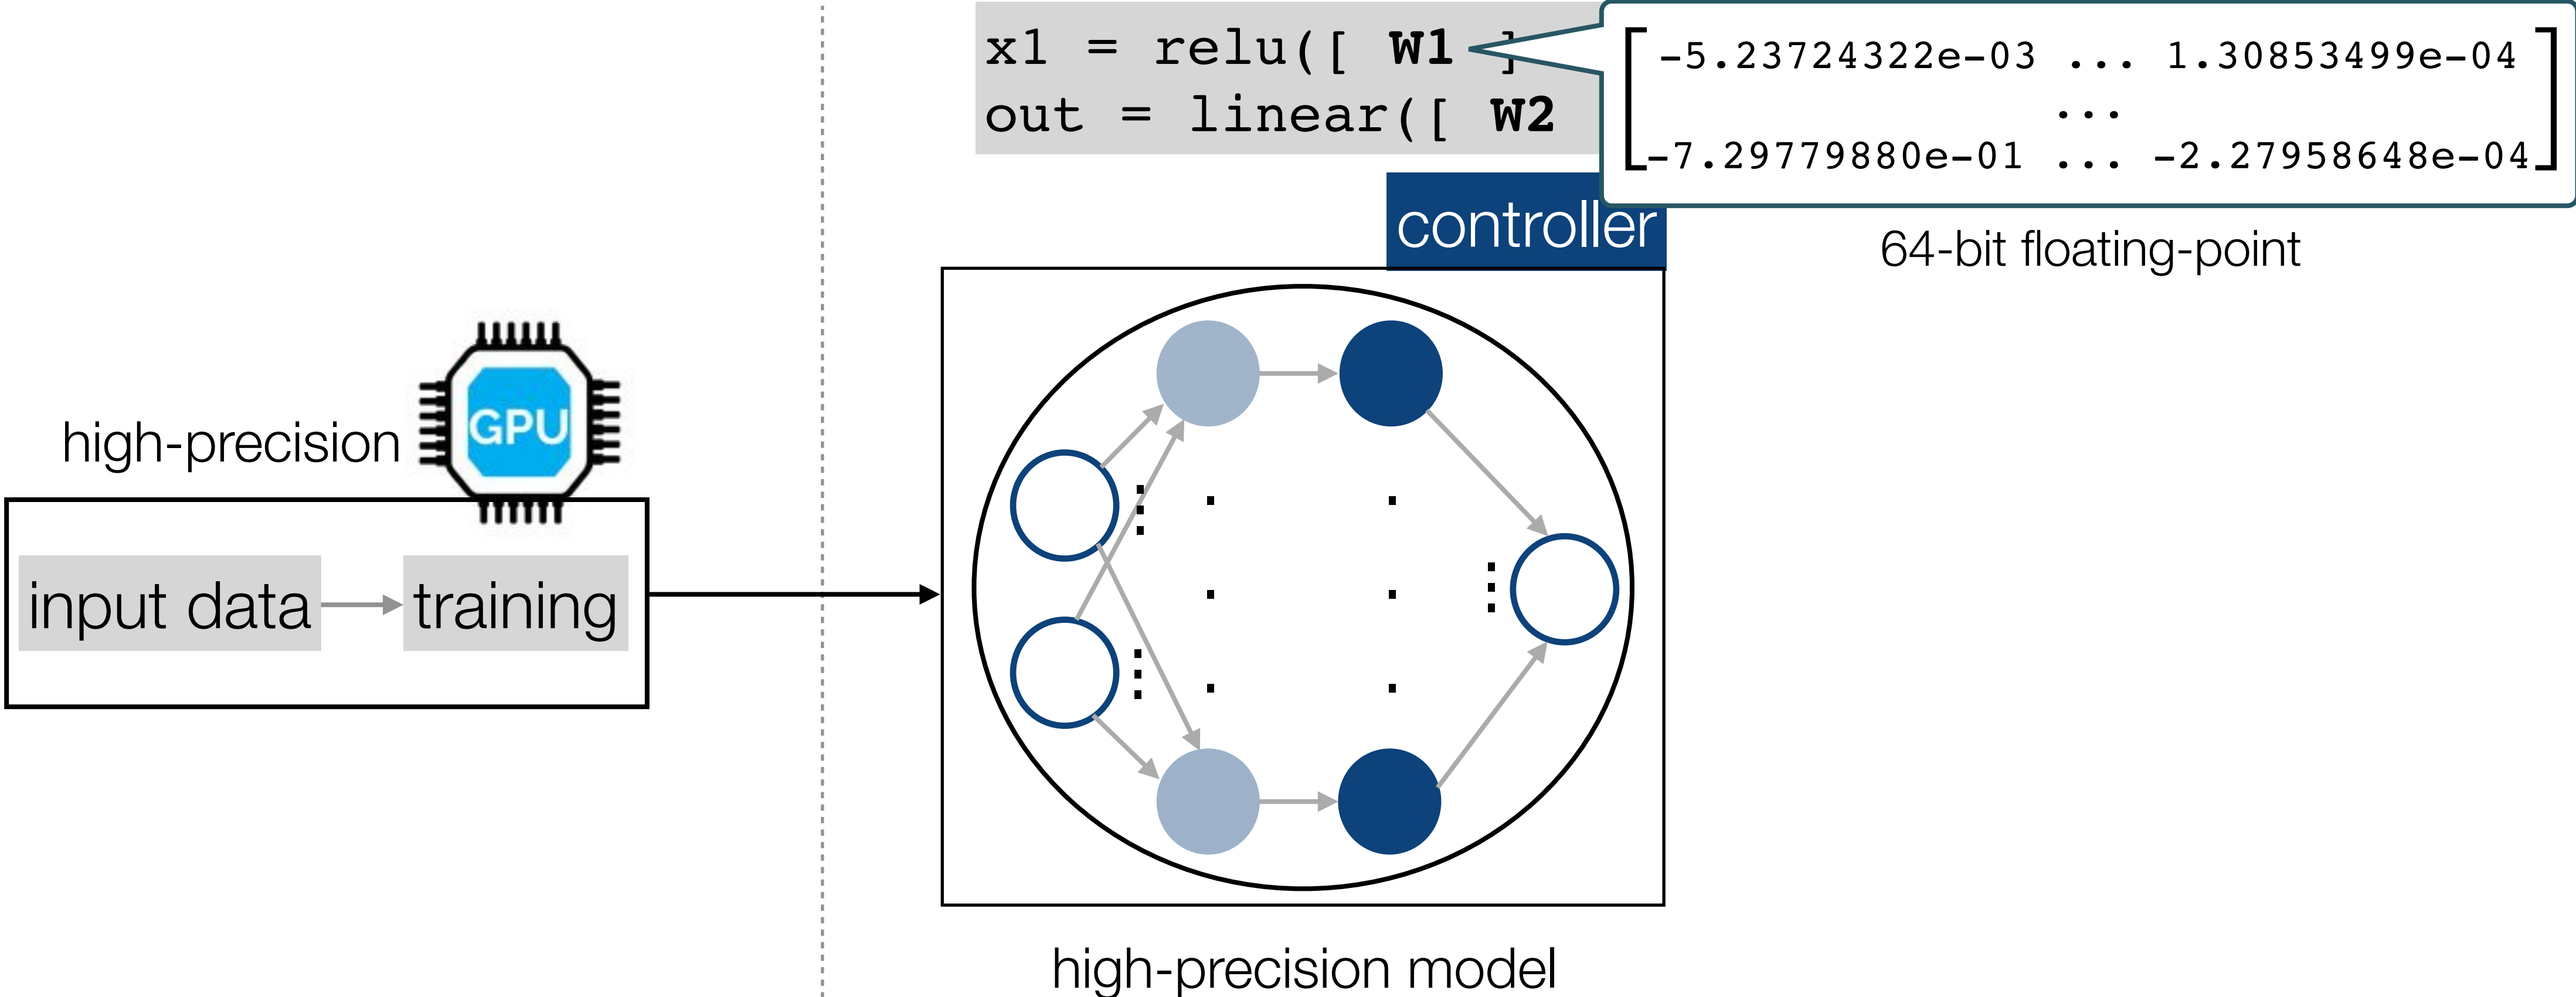 x1 = relu([ W1 ]
out = linear([ W2
-5.23724322e-03 ... 1.30853499e-04
...
-7.29779880e-01 ... -2.27958648e-04
controller
64-bit floating-point
high-precision
GPU
input data
training
high-precision model